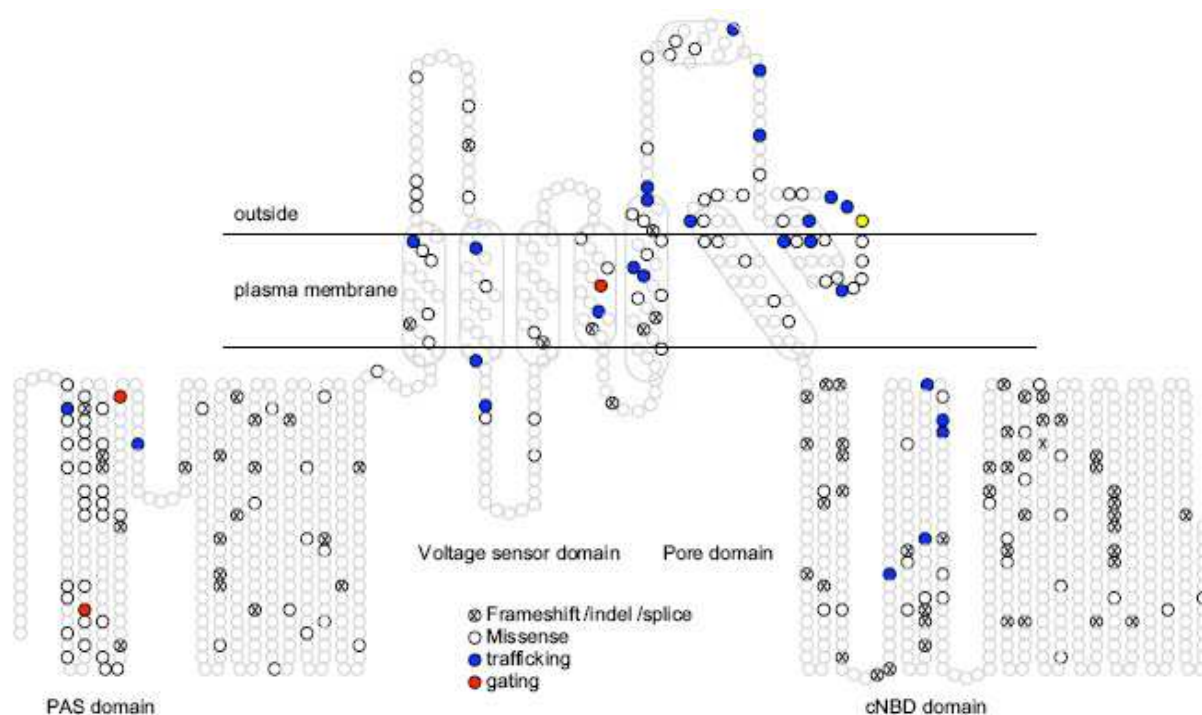 outside
plasma membrane
Voltage sensor domain
Pore domain
Frameshift/indel/splice
Missense
trafficking
gating
PAS domain
cNBD domain